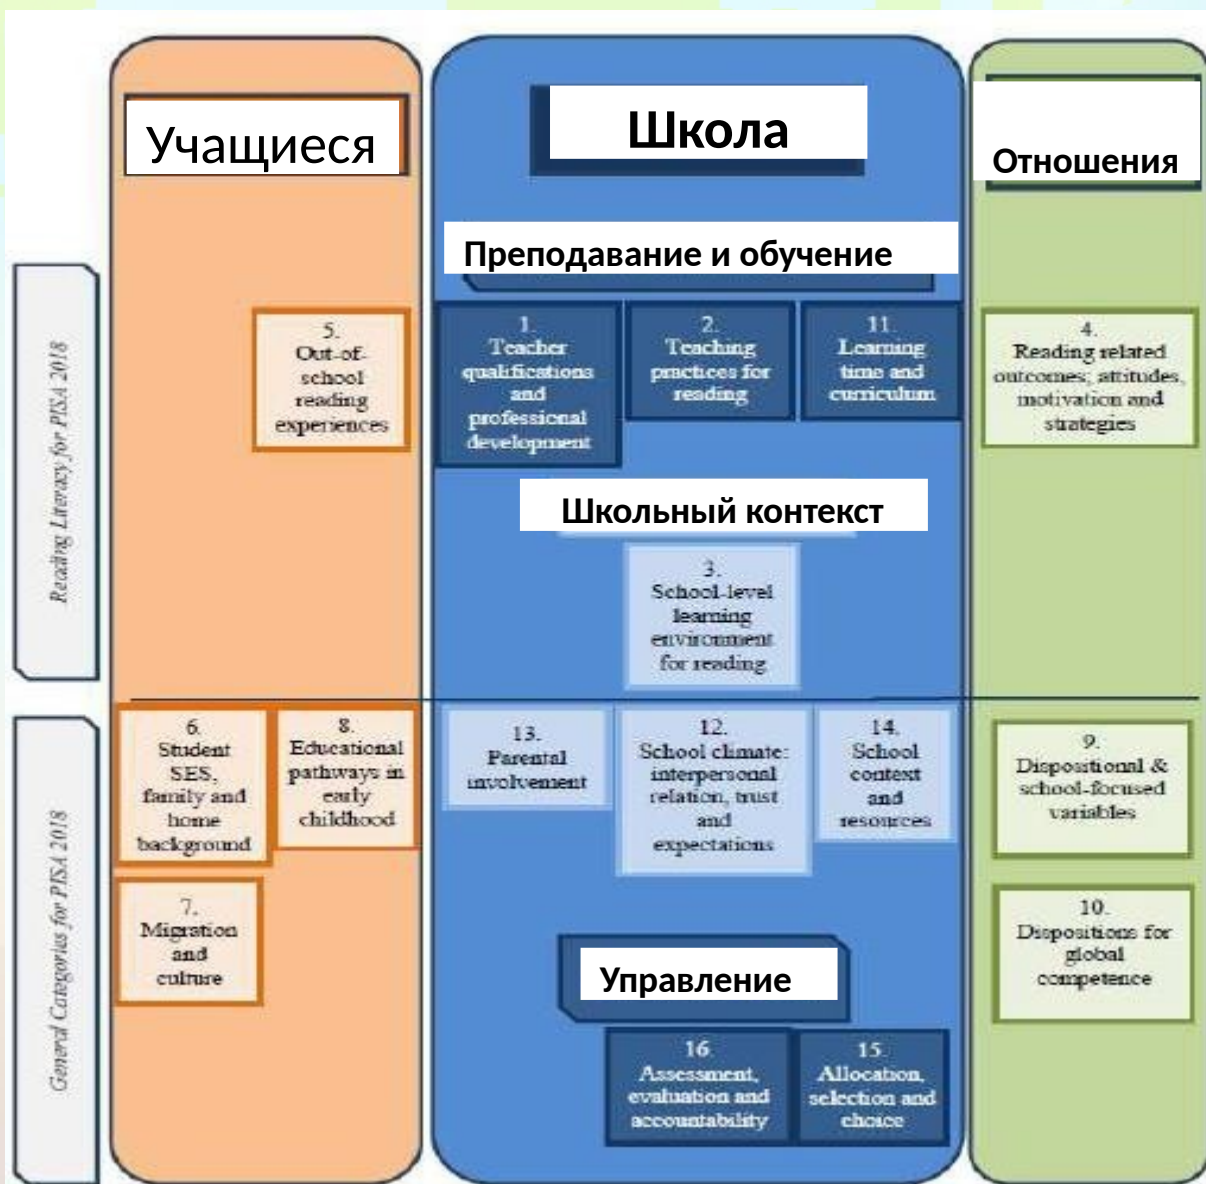 Учащиеся
Школа
Отношения
Преподавание и обучение
Reading Literacy for PISA 2018
5.
Out-of-
school
reading
experiences
1.
Teacher
qualifications
and
professional
development
2.
Teaching
practices for
reading
11.
Learning
time and
curriculum
4.
Reading related
outcomes; attitudes,
motivation and
strategies
Школьный контекст
3.
School-level
learning
environment
for reading
General Categories for PISA 2018
6.
Student
SES,
family and
home
background
8.
Educational
pathways in
early
childhood
13.
Parental
involvement
12.
School climate:
interpersonal
relation, trust
and
expectations
14.
School
context
and
resources
9.
Dispositional &
school-focused
variables
7.
Migration
and
culture
10.
Dispositions for
global
competence
Управление
16.
Assessment,
evaluation and
accountability
15.
Allocation,
selection and
choice